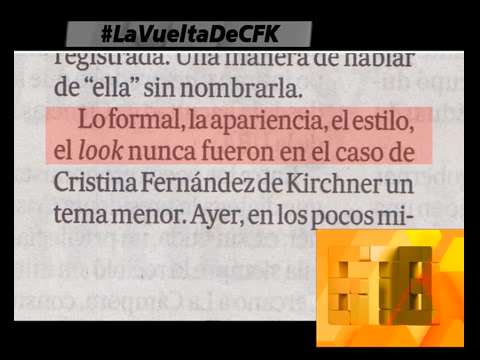 #LaVueltaDeCFK
registrada. Una manera de hablar
de “ella” sin nombrarla.
Lo formal, la apariencia, el estilo,
el look nunca fueron en el caso de
Cristina Fernández de Kirchner un
tema menor. Ayer, en los pocos mi-